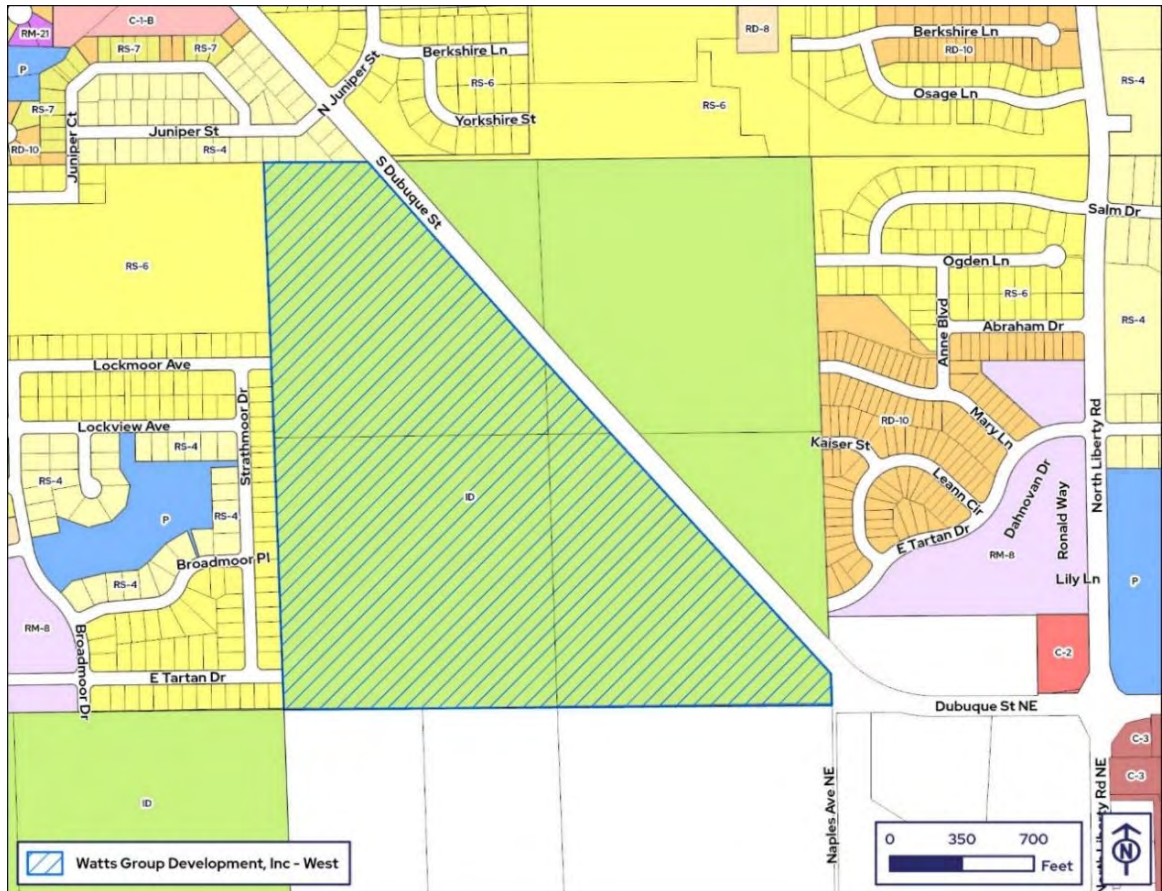 C-1-B
RM-21
RS-7
RS-7
P
RS-7
RD-10
Juniper Ct
Juniper St
RS-4
N Juniper St
Berkshire Ln
RS-6
Yorkshire St
RD-8
RS-6
Berkshire Ln
RD-10
Osage Ln
RS-4
S Dubuque St
RS-6
Salm Dr
Ogden Ln
RS-6
Anne Blvd
Abraham Dr
RS-4
Lockmoor Ave
Lockview Ave
Strathmoor Dr
RS-4
RS-4
P
RS-4
Broadmoor Pl
RS-4
RM-8
Broadmoor Dr
E Tartan Dr
ID
RD-10
Mary Ln
Kaiser St
Leann Cir
E Tartan Dr
Dahnovan Dr
Ronald Way
North Liberty Rd
RM-8
Lily Ln
P
C-2
Dubuque St NE
C-3
C-3
Naples Ave NE
North Liberty Rd NE
ID
Watts Group Development, Inc - West
0 350 700
Feet
N